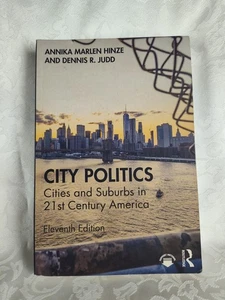 ANNIKA MARLEN HINZE
AND DENNIS R. JUDD
CITY POLITICS
Cities and Suburbs in
21st Century America
Eleventh Edition
R